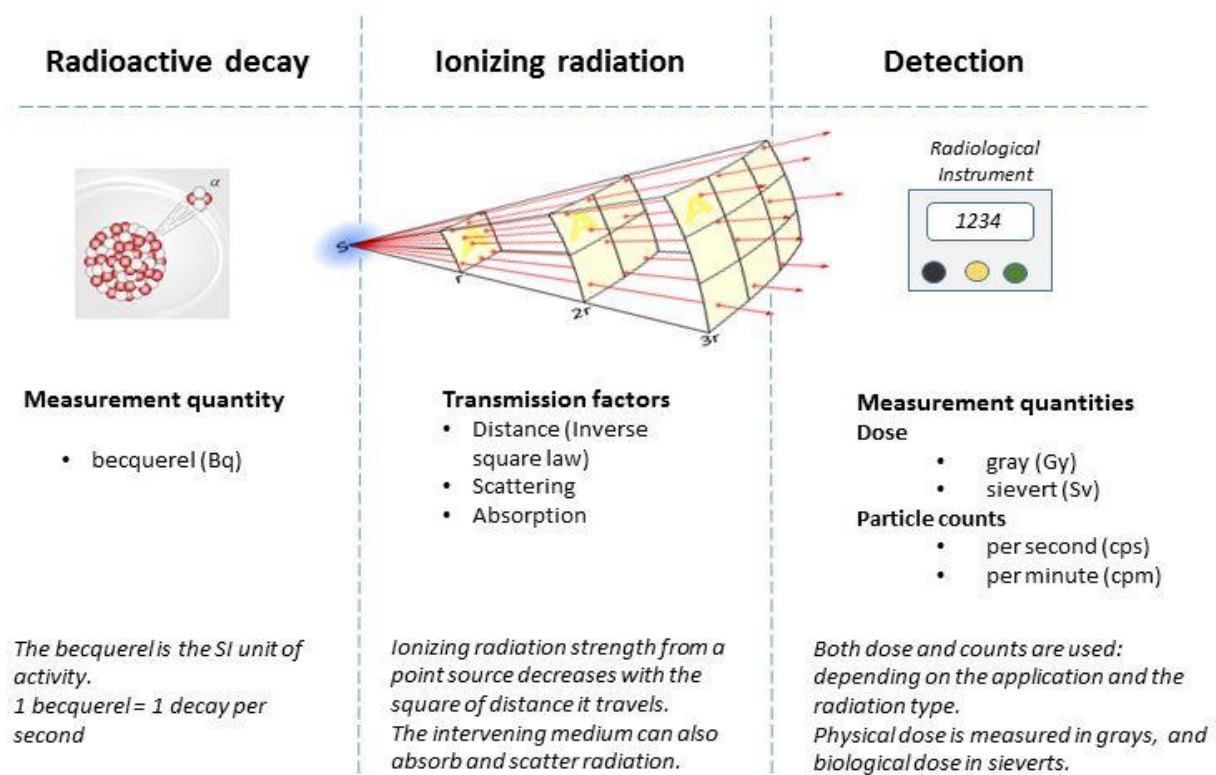 Radioactive decay
Ionizing radiation
Detection
α
S
r
2r
3r
A
A
A
Radiological
Instrument
1234
Measurement quantity
• becquerel (Bq)
The becquerel is the SI unit of
activity.
1 becquerel = 1 decay per
second
Transmission factors
• Distance (Inverse
square law)
• Scattering
• Absorption
Ionizing radiation strength from a
point source decreases with the
square of distance it travels.
The intervening medium can also
absorb and scatter radiation.
Measurement quantities
Dose
• gray (Gy)
• sievert (Sv)
Particle counts
• per second (cps)
• per minute (cpm)
Both dose and counts are used:
depending on the application and the
radiation type.
Physical dose is measured in grays, and
biological dose in sieverts.